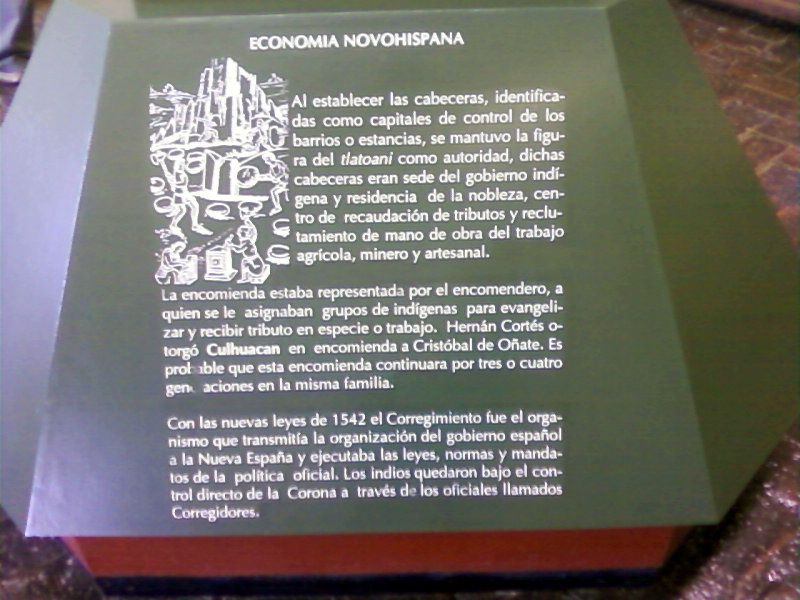 ECONOMIA NOVOHISPANA
Al establecer las cabeceras, identifica-
das como capitales de control de los
barrios o estancias, se mantuvo la figu-
ra del tlatoani como autoridad, dichas
cabeceras eran sede del gobierno indí-
gena y residencia de la nobleza, cen-
tro de recaudación de tributos y reclu-
tamiento de mano de obra del trabajo
agrícola, minero y artesanal.
La encomienda estaba representada por el encomendero, a
quien se le asignaban grupos de indígenas para evangeli-
zar y recibir tributo en especie o trabajo. Hernán Cortés o-
torgó Culhuacan en encomienda a Cristóbal de Oñate. Es
que esta encomienda continuara por tres o cuatro
en la misma familia.
Con las nuevas leyes de 1542 el Corregimiento fue el orga-
nismo que transmitía la organización del gobierno español
a la Nueva España y ejecutaba las leyes, normas y manda-
tos de la política oficial. Los indios quedaron bajo el con-
trol directo de la Corona a través de los oficiales llamados
Corregidores.